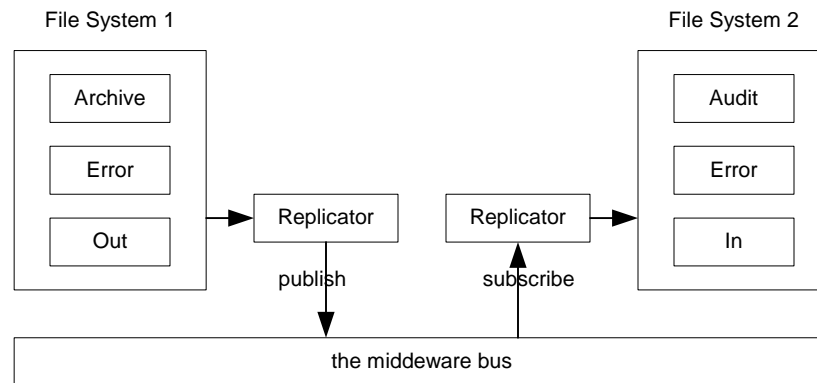 File System 1
File System 2
Archive
Audit
Error
Error
Replicator
Replicator
Out
In
publish
subscribe
the middeware bus